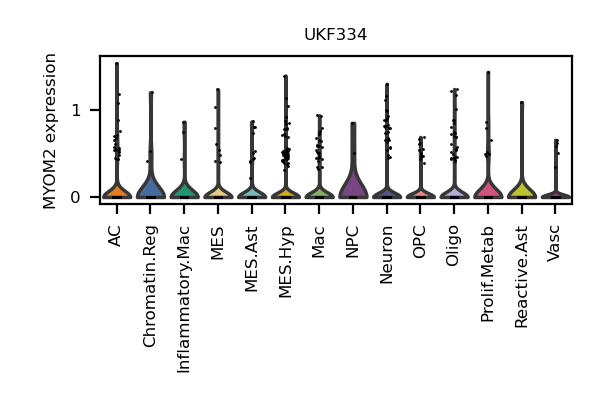 UKF334
MYOM2 expression
1
0
AC
Chromatin.Reg
Inflammatory.Mac
MES
MES.Ast
MES.Hyp
Mac
NPC
Neuron
OPC
Oligo
Prolif.Metab
Reactive.Ast
Vasc